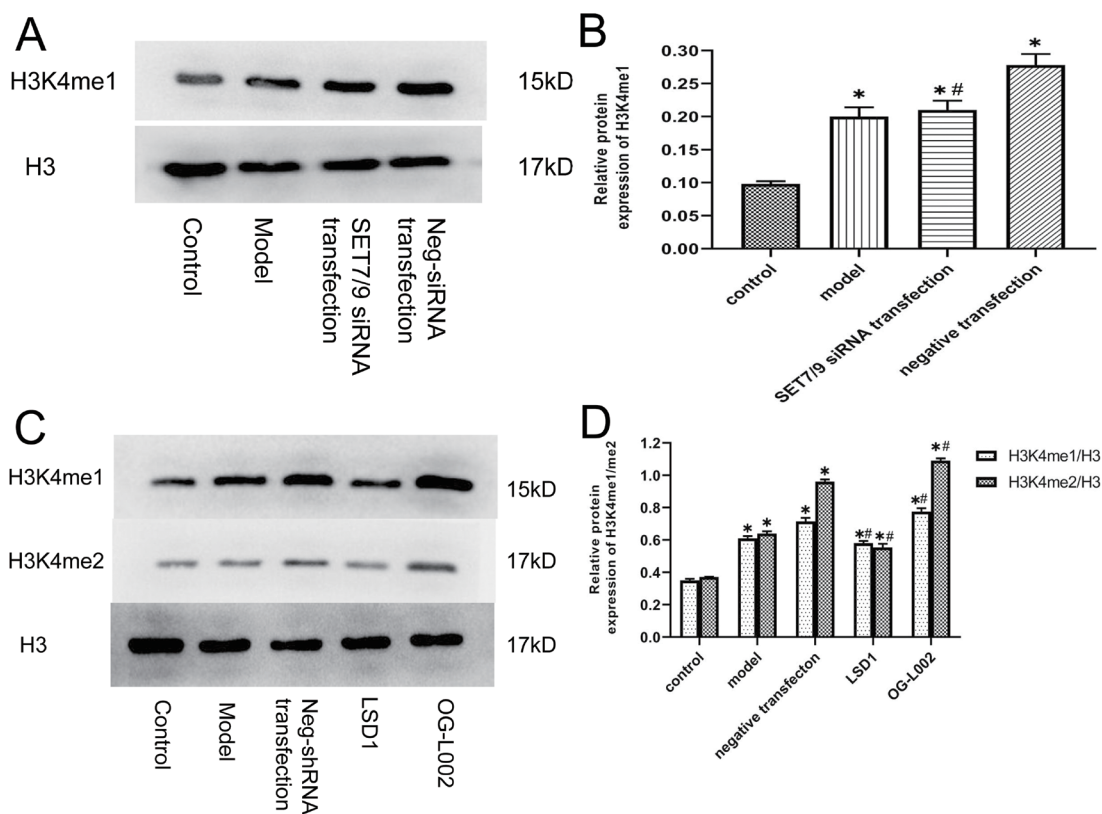 A
H3K4me1
15kD
H3
17kD
Control
Model
SET7/9 siRNA
transfection
Neg-siRNA
transfection
B
Relative protein
expression of H3K4me1
0.30
0.25
0.20
0.15
0.10
0.05
0.00
*
* #
*
control
model
SET7/9 siRNA transfection
negative transfection
C
H3K4me1
15kD
H3K4me2
17kD
H3
17kD
Control
Model
Neg-shRNA
transfection
LSD1
OG-L002
D
Relative protein
expression of H3K4me1/me2
1.2
1.0
0.8
0.6
0.4
0.2
0.0
* *
* *
*# *#
*# *#
control
model
negative transfecton
LSD1
OG-L002
H3K4me1/H3
H3K4me2/H3